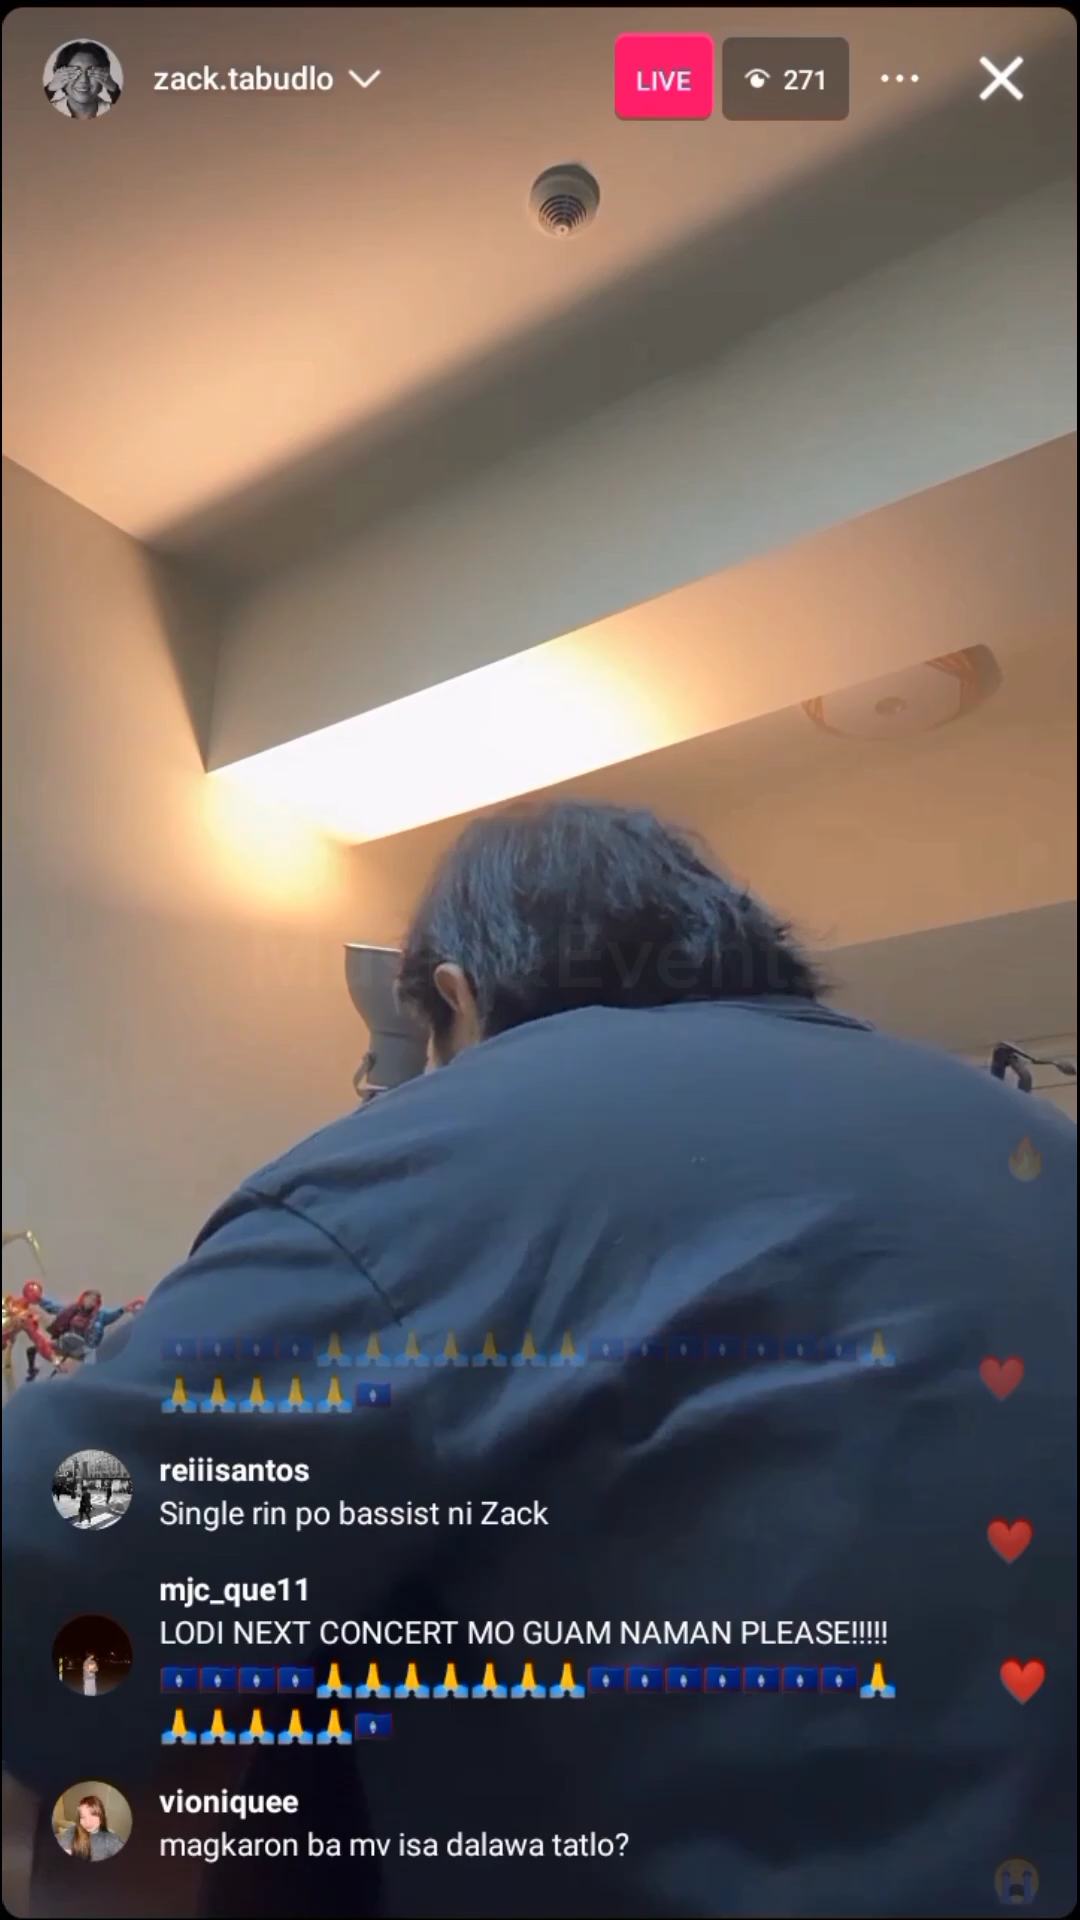 zack.tabudlo
LIVE
271
reiiisantos
Single rin po bassist ni Zack
mjc_que11
LODI NEXT CONCERT MO GUAM NAMAN PLEASE!!!!!
🇬🇺🇬🇺🇬🇺🇬🇺🙏🙏🙏🙏🙏🙏🙏🇬🇺🇬🇺🇬🇺🇬🇺🇬🇺🇬🇺🇬🇺🙏
🙏🙏🙏🙏🙏🇬🇺
vioniquee
magkaron ba mv isa dalawa tatlo?